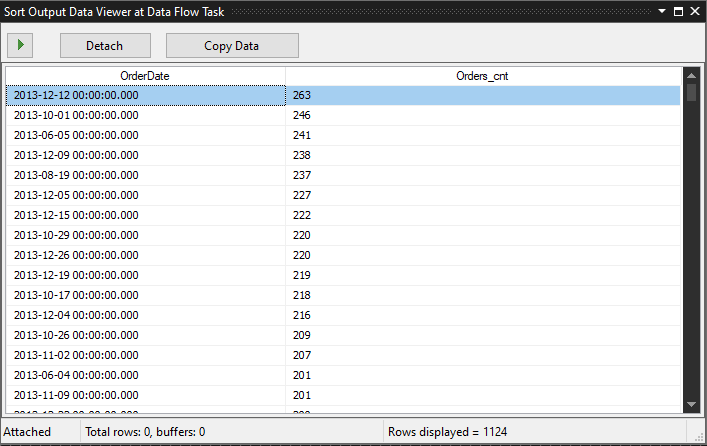 Sort Output Data Viewer at Data Flow Task
Detach Copy Data
OrderDate Orders_cnt
2013-12-12 00:00:00.000 263
2013-10-01 00:00:00.000 246
2013-06-05 00:00:00.000 241
2013-12-09 00:00:00.000 238
2013-08-19 00:00:00.000 237
2013-12-05 00:00:00.000 227
2013-12-15 00:00:00.000 222
2013-10-29 00:00:00.000 220
2013-12-26 00:00:00.000 220
2013-12-19 00:00:00.000 219
2013-10-17 00:00:00.000 218
2013-12-04 00:00:00.000 216
2013-10-26 00:00:00.000 209
2013-11-02 00:00:00.000 207
2013-06-04 00:00:00.000 201
2013-11-09 00:00:00.000 201
Attached Total rows: 0, buffers: 0 Rows displayed = 1124